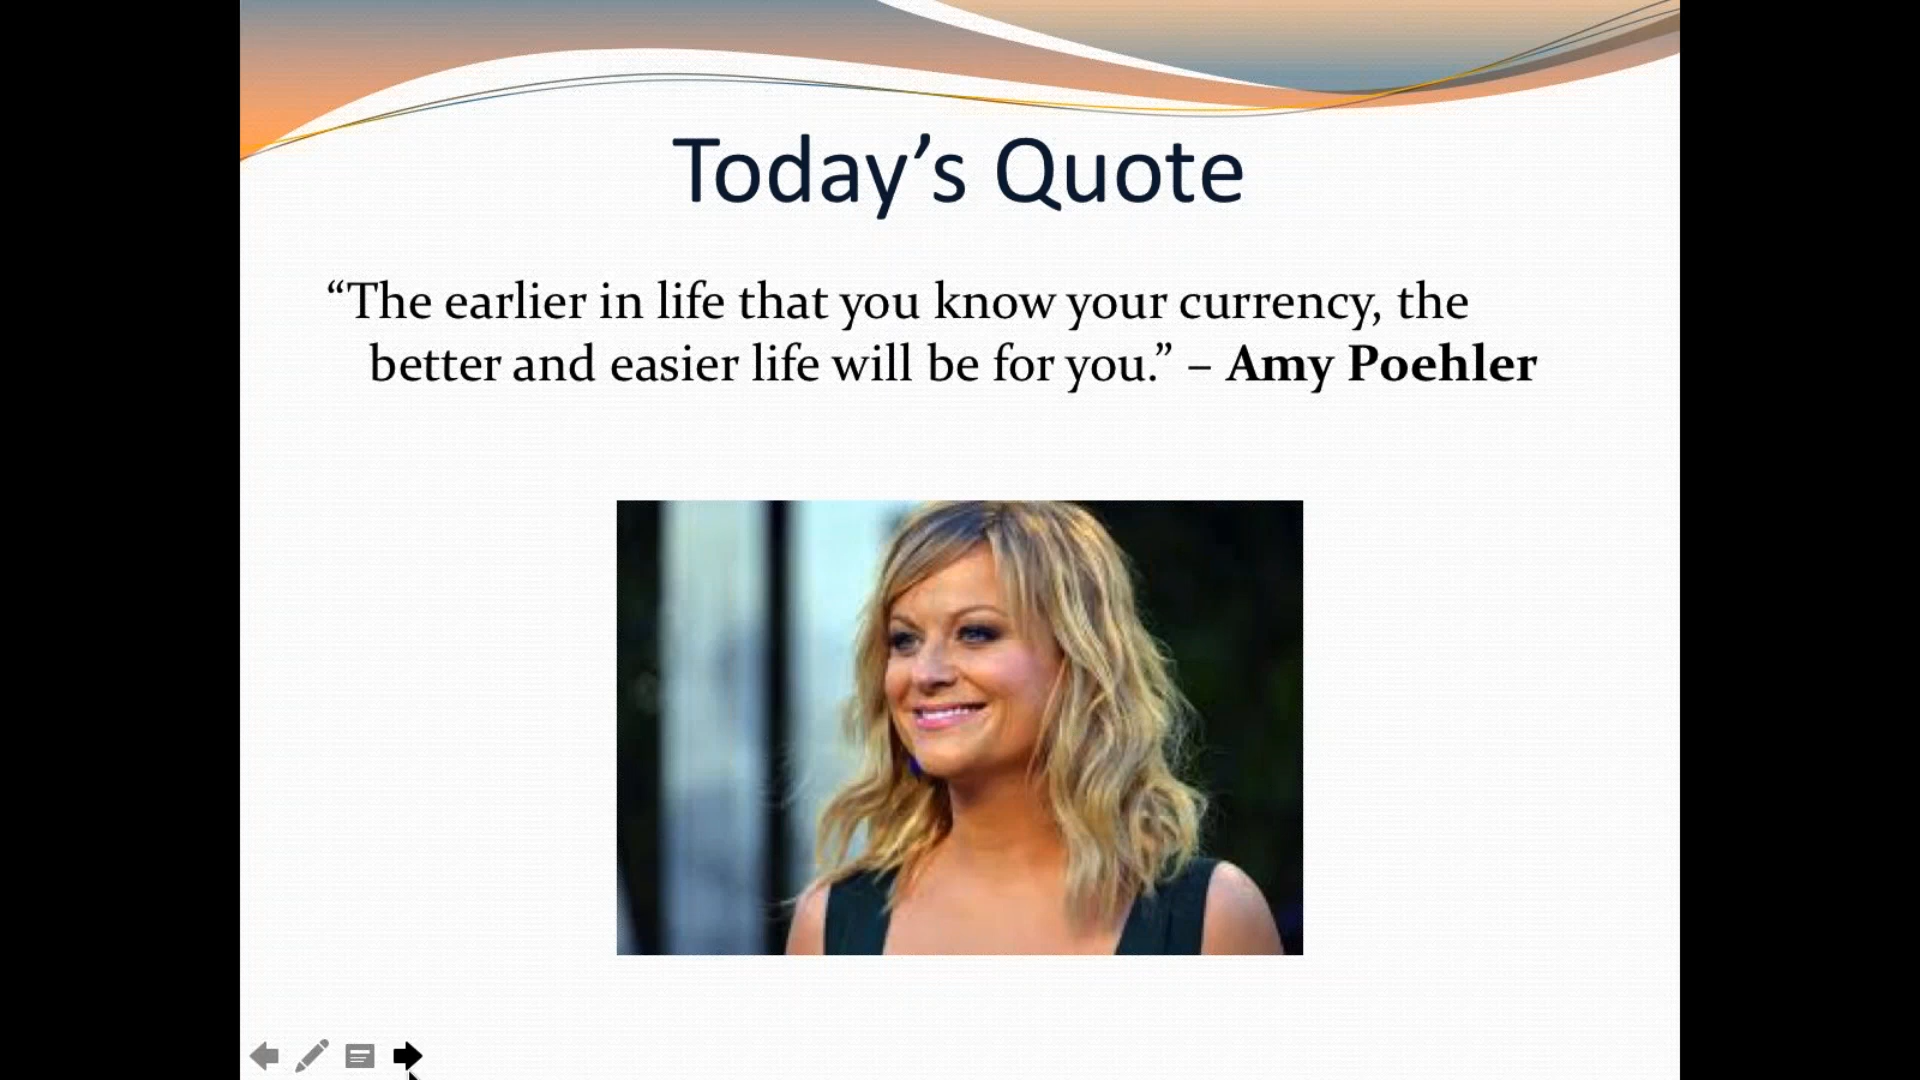 Today’s Quote
“The earlier in life that you know your currency, the
better and easier life will be for you.” – Amy Poehler